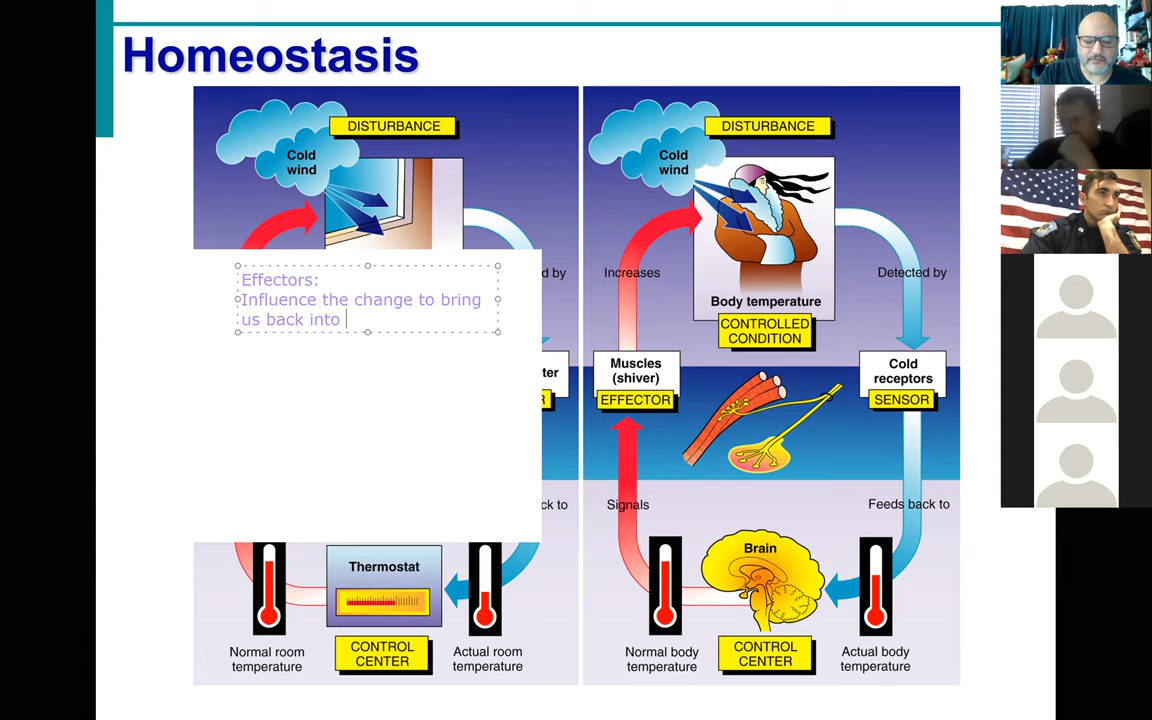 Homeostasis
DISTURBANCE
Cold
wind
Effectors:
Influence the change to bring
us back into
d by
ter
R
ck to
Thermostat
Normal room
temperature
CONTROL
CENTER
Actual room
temperature
DISTURBANCE
Cold
wind
Increases
Detected by
Body temperature
CONTROLLED
CONDITION
Muscles
(shiver)
EFFECTOR
Cold
receptors
SENSOR
Signals
Feeds back to
Brain
Normal body
temperature
CONTROL
CENTER
Actual body
temperature